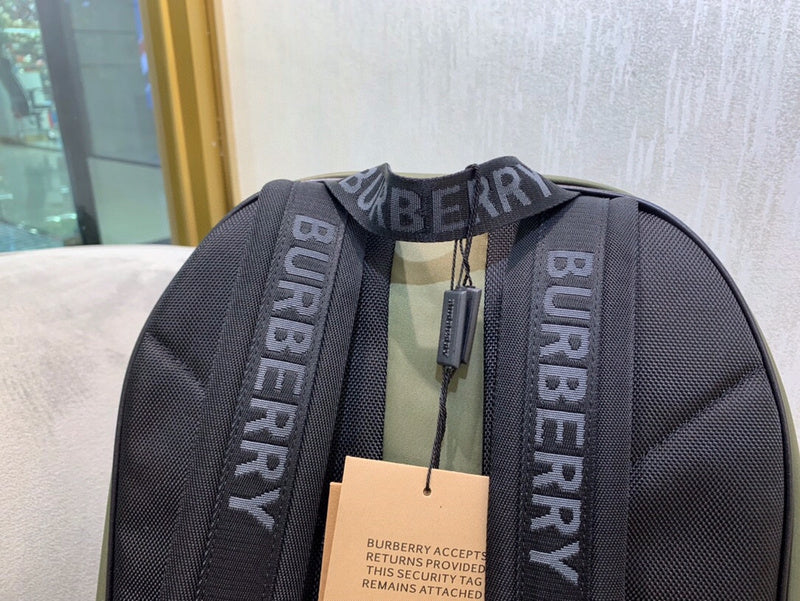 BURBERRY
BURBERRY
BURBERRY
BURBERRY ACCEPTS
RETURNS PROVIDED
THIS SECURITY TAG
REMAINS ATTACHED